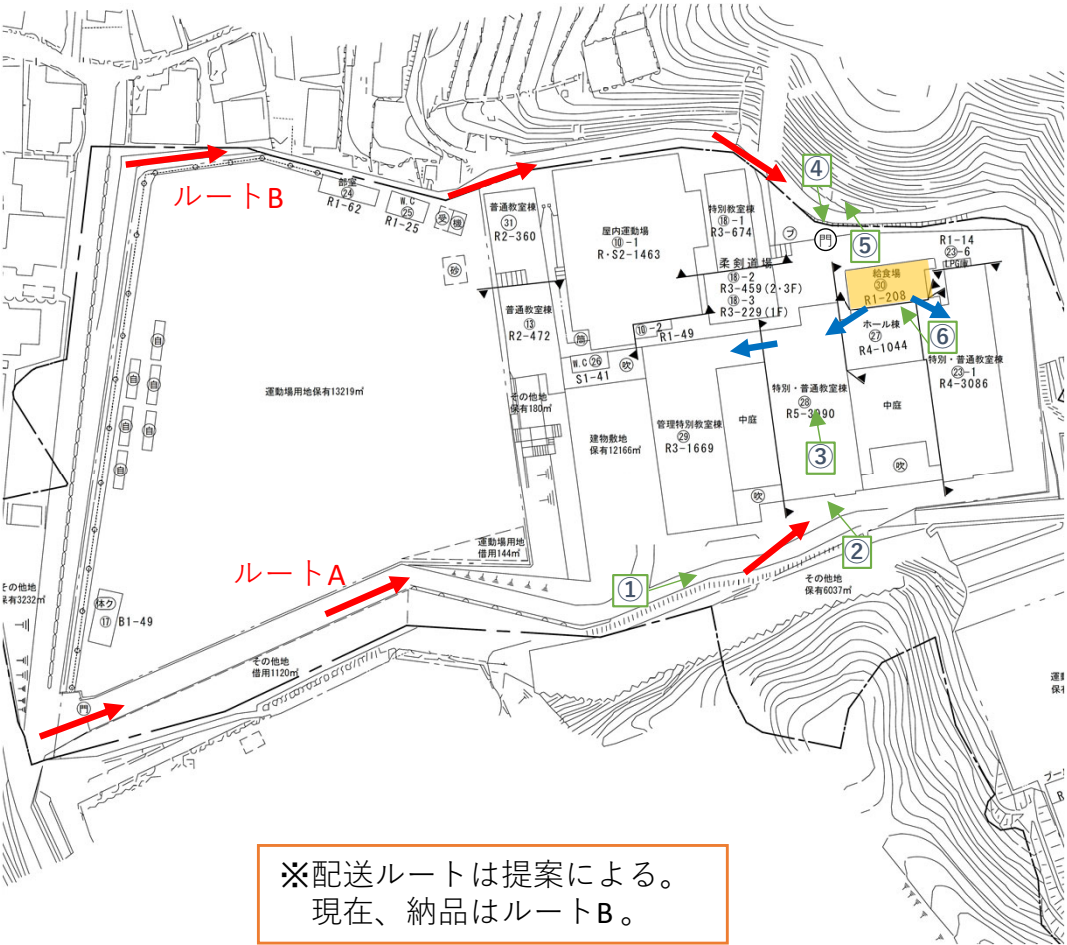 ルートB
部室
㉔
R1-62
W.C
㉕
R1-25
受
機
砂
普通教室棟
㉛
R2-360
屋内運動場
⑩-1
R・S2-1463
特別教室棟
⑱-1
R3-674
柔剣道場
⑱-2
R3-459(2・3F)
⑱-3
R3-229(1F)
プ
門
④
⑤
R1-14
㉓-6
LPG庫
給食場
㉚
R1-208
ホール棟
㉗
R4-1044
⑥
特別・普通教室棟
㉓-1
R4-3086
普通教室棟
⑬
R2-472
⑩-2
R1-49
筒
W.C㉖
S1-41
吹
自
自
自
自
自
自
運動場用地保有13219㎡
その他地
保有180㎡
建物敷地
保有12166㎡
管理特別教室棟
㉙
R3-1669
中庭
特別・普通教室棟
㉘
R5-3990
中庭
③
吹
吹
②
運動場用地
借用144㎡
ルートA
①
その他地
保有6037㎡
その他地
保有3232㎡
体ク
⑰
B1-49
その他地
借用1120㎡
門
※配送ルートは提案による。
現在、納品はルートB。